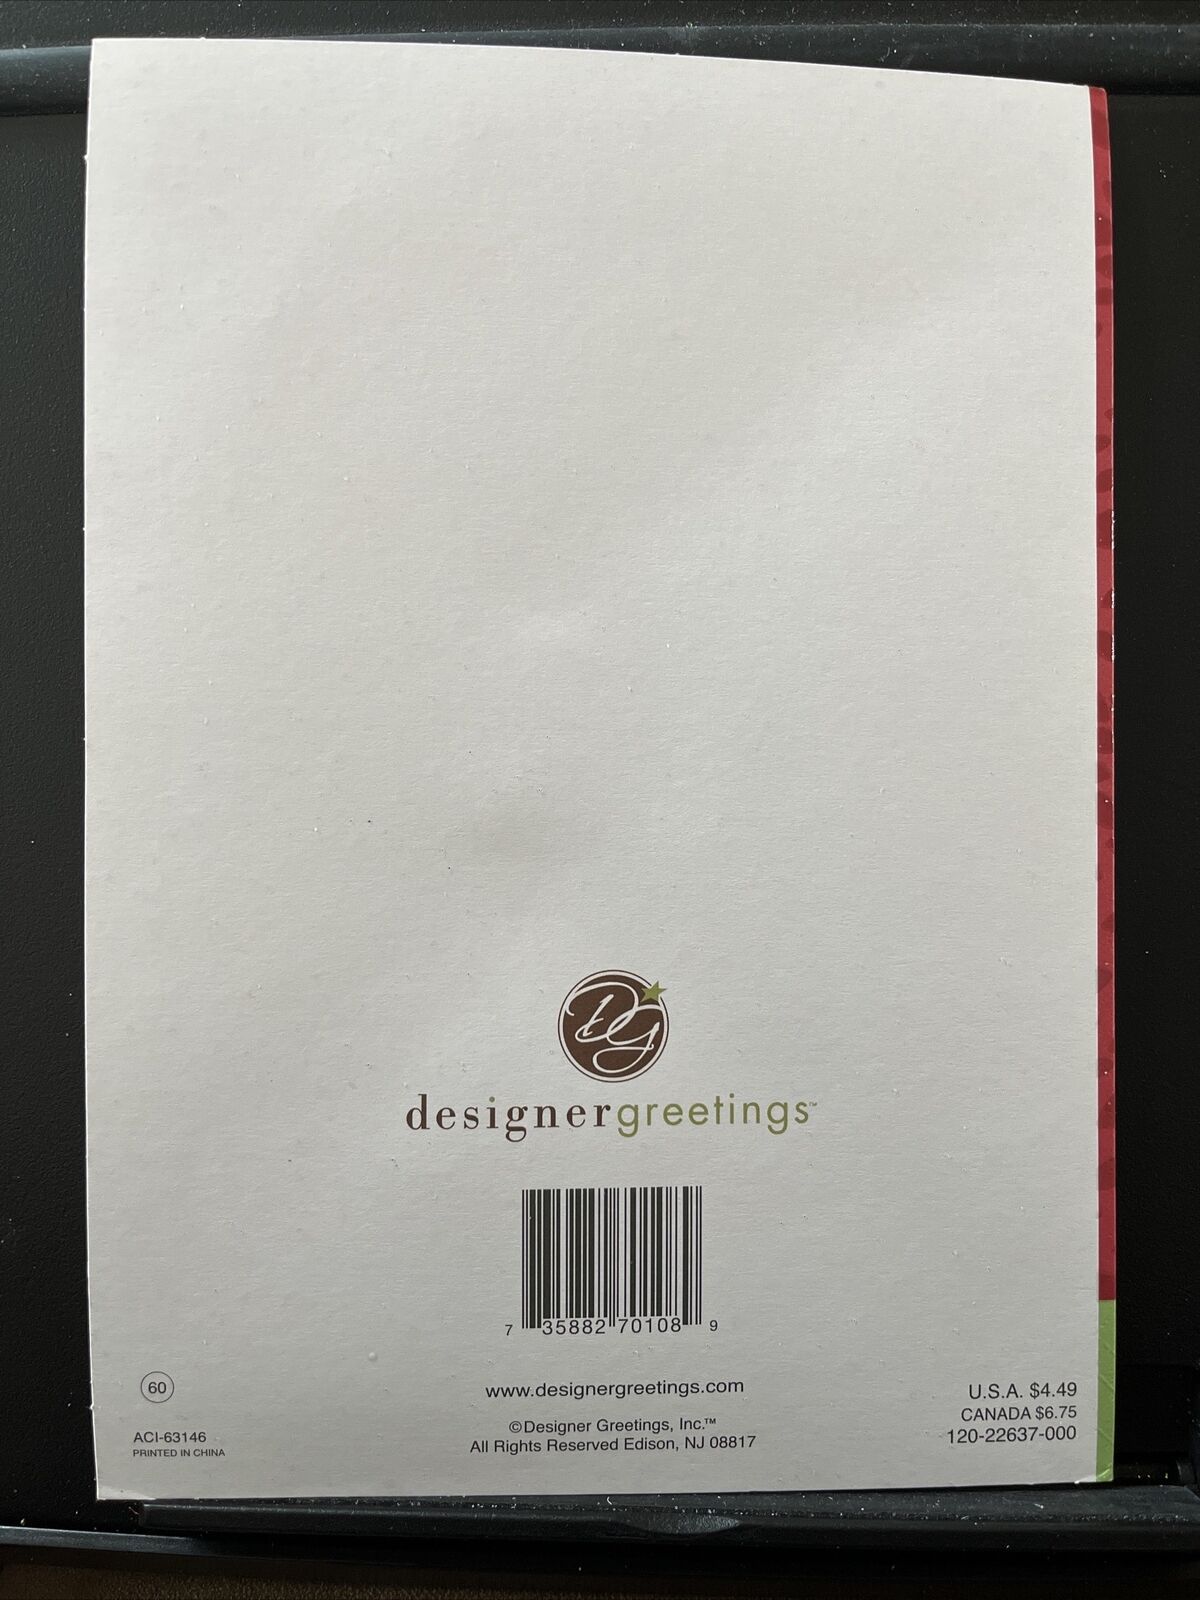 DG
designergreetings™
7 35882 70108 9
60
www.designergreetings.com
U.S.A. $4.49
CANADA $6.75
120-22637-000
©Designer Greetings, Inc.™
All Rights Reserved Edison, NJ 08817
ACI-63146
PRINTED IN CHINA